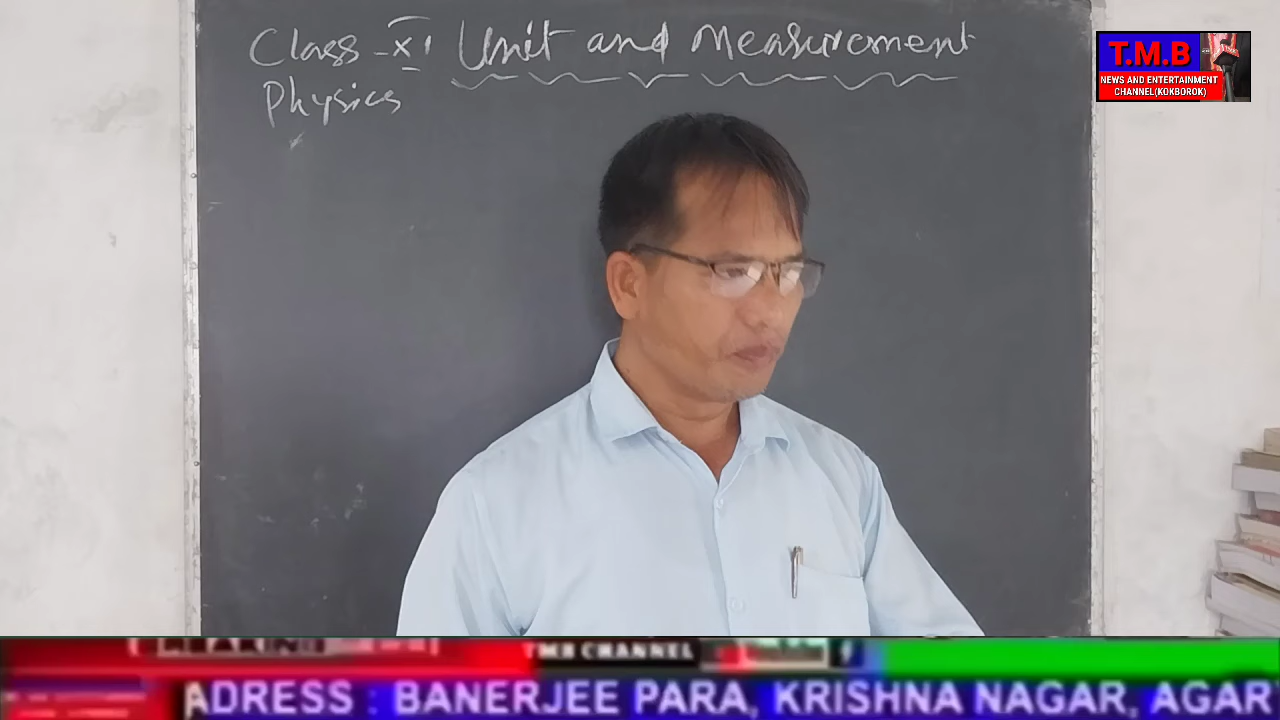 Class - XI Unit and Measurement
Physics
T.M.B
NEWS AND ENTERTAINMENT
CHANNEL(KOKBOROK)
TMB CHANNEL
ADRESS : BANERJEE PARA, KRISHNA NAGAR, AGAR